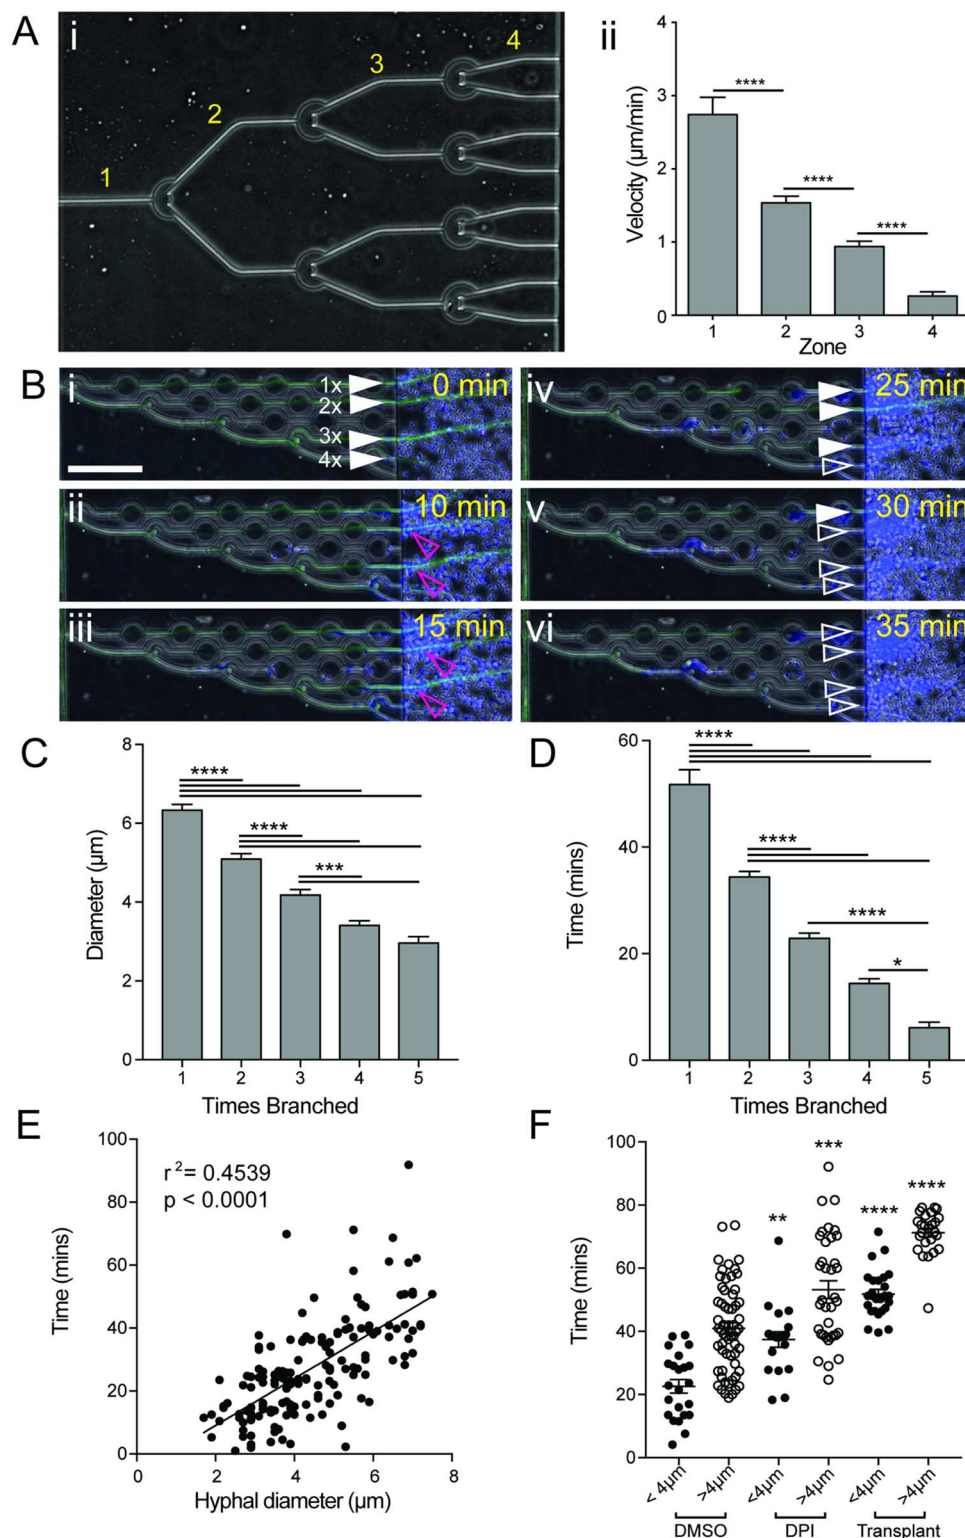 A
i
1
2
3
4
ii
Velocity (µm/min)
4
3
2
1
0
****
****
****
1 2 3 4
Zone
B
i
1x
2x
3x
4x
0 min
ii
10 min
iii
15 min
iv
25 min
v
30 min
vi
35 min
C
Diameter (µm)
8
6
4
2
0
****
****
***
1 2 3 4 5
Times Branched
D
Time (mins)
60
40
20
0
****
****
****
*
1 2 3 4 5
Times Branched
E
r² = 0.4539
p < 0.0001
Time (mins)
100
80
60
40
20
0
0 2 4 6 8
Hyphal diameter (µm)
F
Time (mins)
100
80
60
40
20
0
**
***
****
****
< 4µm >4µm <4µm >4µm <4µm >4µm
DMSO DPI Transplant